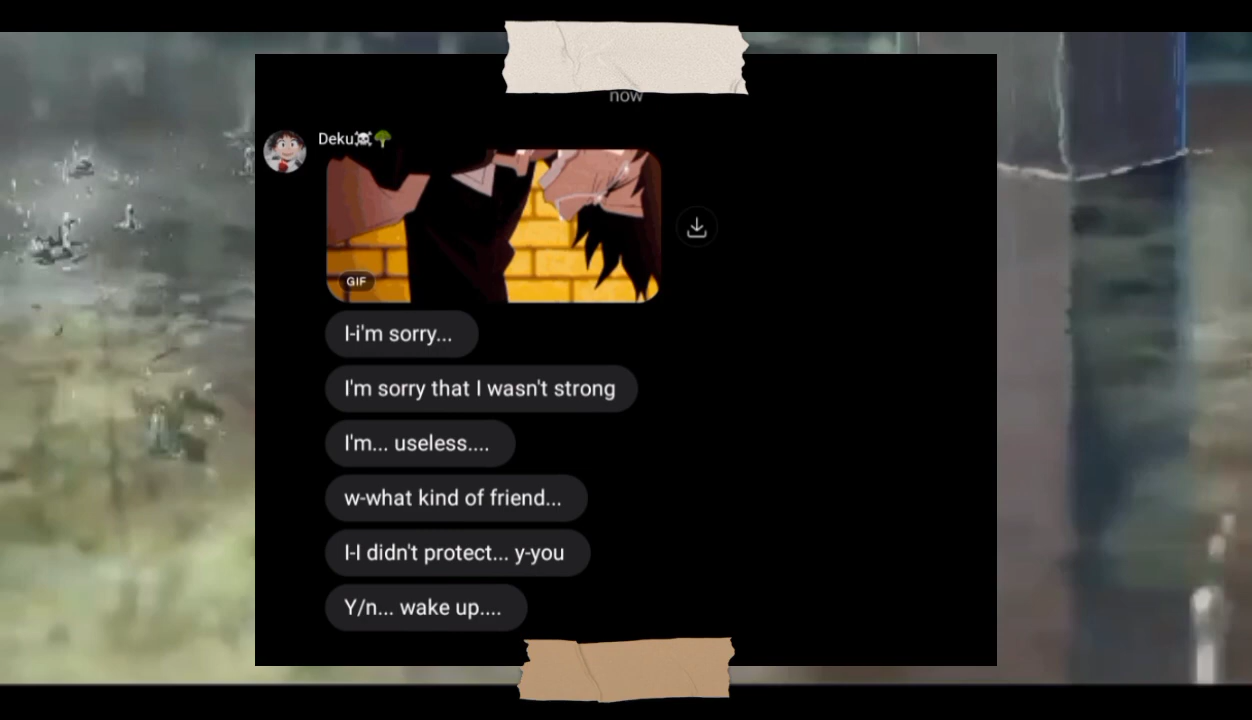 now
Deku☠️🌳
GIF
I-i'm sorry...
I'm sorry that I wasn't strong
I'm... useless....
w-what kind of friend...
I-I didn't protect... y-you
Y/n... wake up....